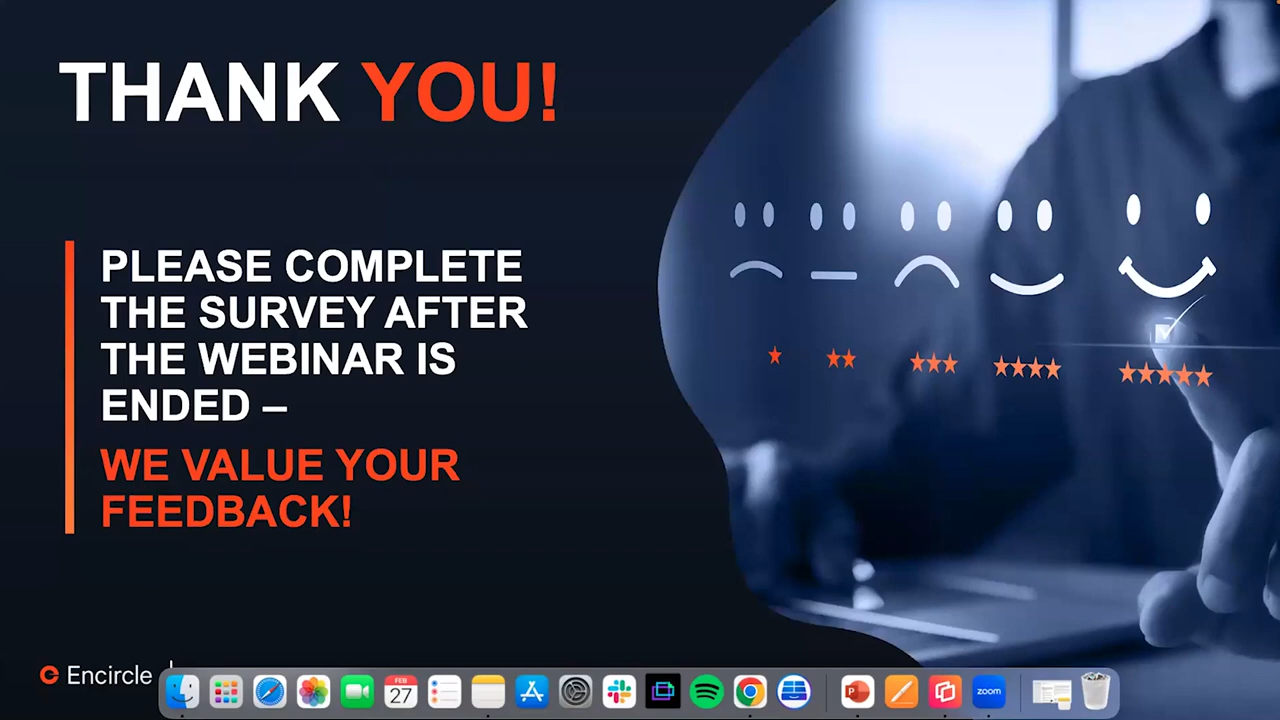 THANK YOU!
PLEASE COMPLETE
THE SURVEY AFTER
THE WEBINAR IS
ENDED –
WE VALUE YOUR
FEEDBACK!
Encircle
FEB
27
zoom